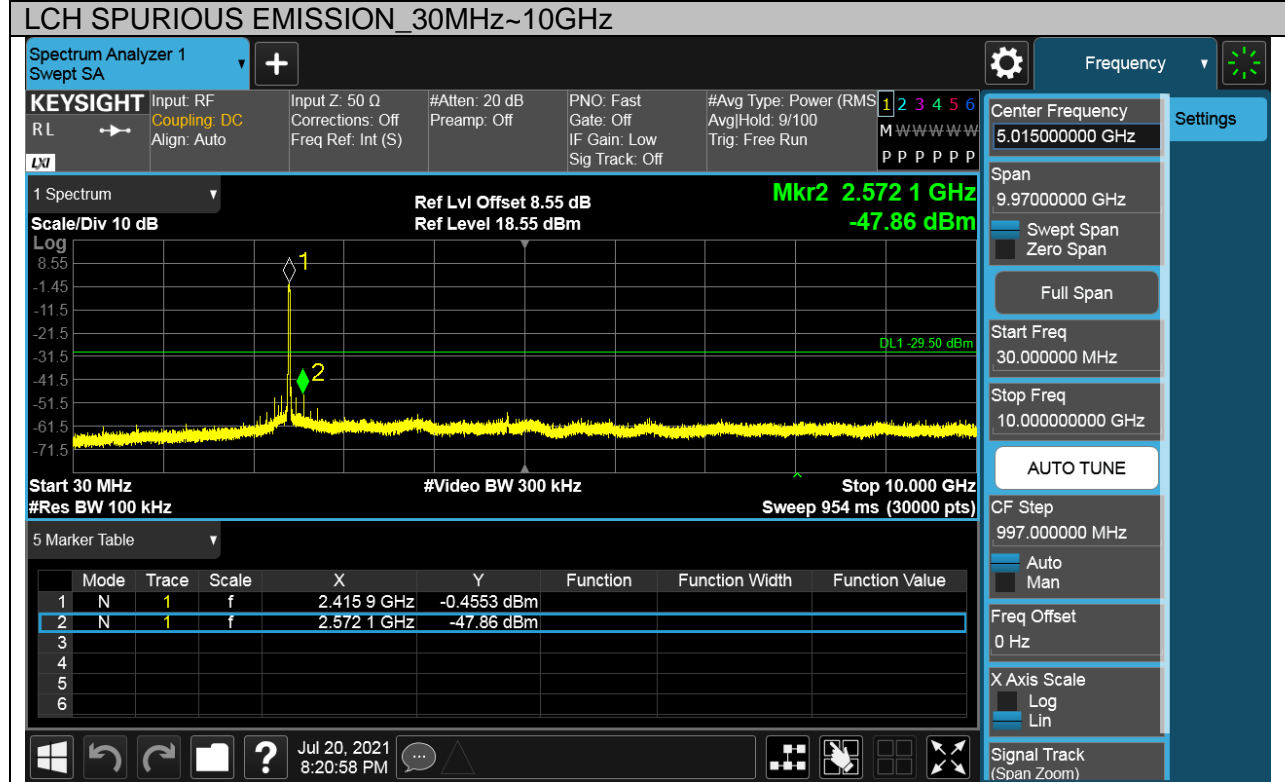 LCH SPURIOUS EMISSION_30MHz~10GHz
Spectrum Analyzer 1
Swept SA
Frequency
KEYSIGHT
RL
LXI
Input: RF
Coupling: DC
Align: Auto
Input Z: 50 Ω
Corrections: Off
Freq Ref: Int (S)
#Atten: 20 dB
Preamp: Off
PNO: Fast
Gate: Off
IF Gain: Low
Sig Track: Off
#Avg Type: Power (RMS
Avg|Hold: 9/100
Trig: Free Run
1 2 3 4 5 6
M W W W W W
P P P P P P
1 Spectrum
Scale/Div 10 dB
Ref Lvl Offset 8.55 dB
Ref Level 18.55 dBm
Mkr2 2.572 1 GHz
-47.86 dBm
Log
8.55
-1.45
-11.5
-21.5
-31.5
-41.5
-51.5
-61.5
-71.5
1
2
DL1 -29.50 dBm
Start 30 MHz
#Video BW 300 kHz
Stop 10.000 GHz
#Res BW 100 kHz
Sweep 954 ms (30000 pts)
5 Marker Table
Mode Trace Scale X Y Function Function Width Function Value
1 N 1 f 2.415 9 GHz -0.4553 dBm
2 N 1 f 2.572 1 GHz -47.86 dBm
3
4
5
6
Jul 20, 2021
8:20:58 PM
Center Frequency
5.015000000 GHz
Settings
Span
9.97000000 GHz
Swept Span
Zero Span
Full Span
Start Freq
30.000000 MHz
Stop Freq
10.000000000 GHz
AUTO TUNE
CF Step
997.000000 MHz
Auto
Man
Freq Offset
0 Hz
X Axis Scale
Log
Lin
Signal Track
(Span Zoom)